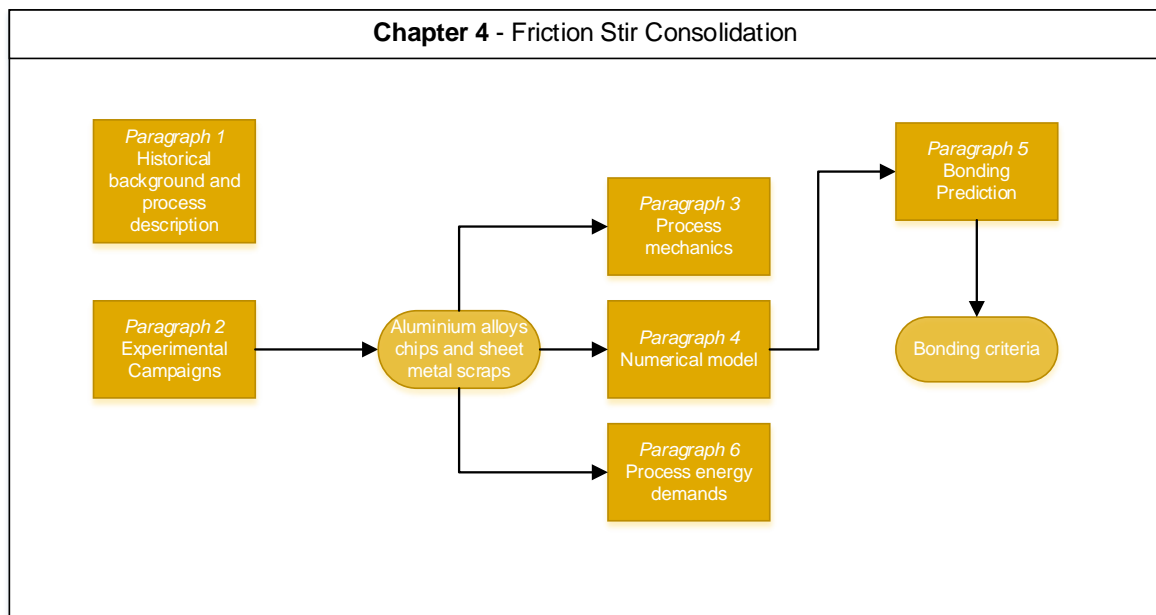 Chapter 4 - Friction Stir Consolidation
Paragraph 1
Historical
background and
process
description
Paragraph 2
Experimental
Campaigns
Aluminium alloys
chips and sheet
metal scraps
Paragraph 3
Process
mechanics
Paragraph 4
Numerical model
Paragraph 6
Process energy
demands
Paragraph 5
Bonding
Prediction
Bonding criteria